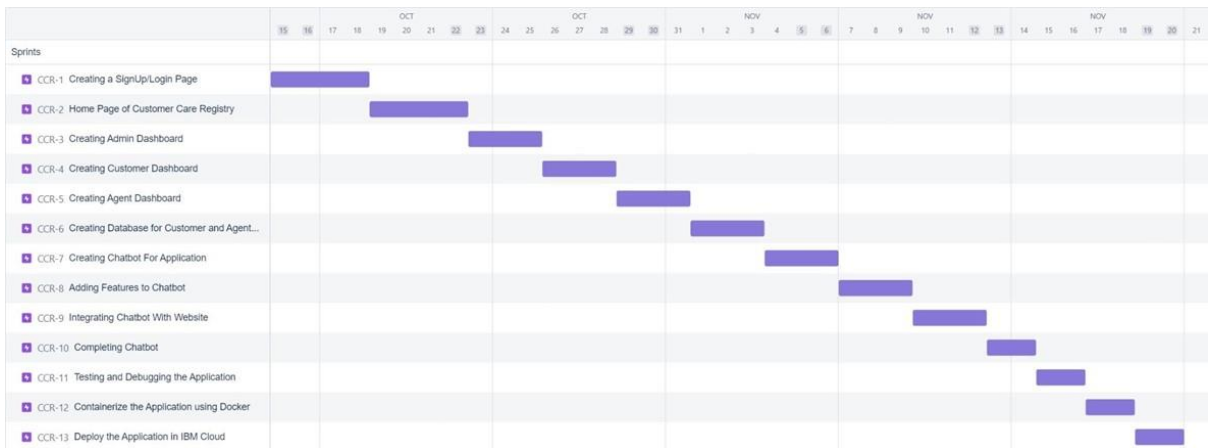 OCT OCT NOV NOV NOV
15 16 17 18 19 20 21 22 23 24 25 26 27 28 29 30 31 1 2 3 4 5 6 7 8 9 10 11 12 13 14 15 16 17 18 19 20 21
Sprints
CCR-1 Creating a SignUp/Login Page
CCR-2 Home Page of Customer Care Registry
CCR-3 Creating Admin Dashboard
CCR-4 Creating Customer Dashboard
CCR-5 Creating Agent Dashboard
CCR-6 Creating Database for Customer and Agent...
CCR-7 Creating Chatbot For Application
CCR-8 Adding Features to Chatbot
CCR-9 Integrating Chatbot With Website
CCR-10 Completing Chatbot
CCR-11 Testing and Debugging the Application
CCR-12 Containerize the Application using Docker
CCR-13 Deploy the Application in IBM Cloud